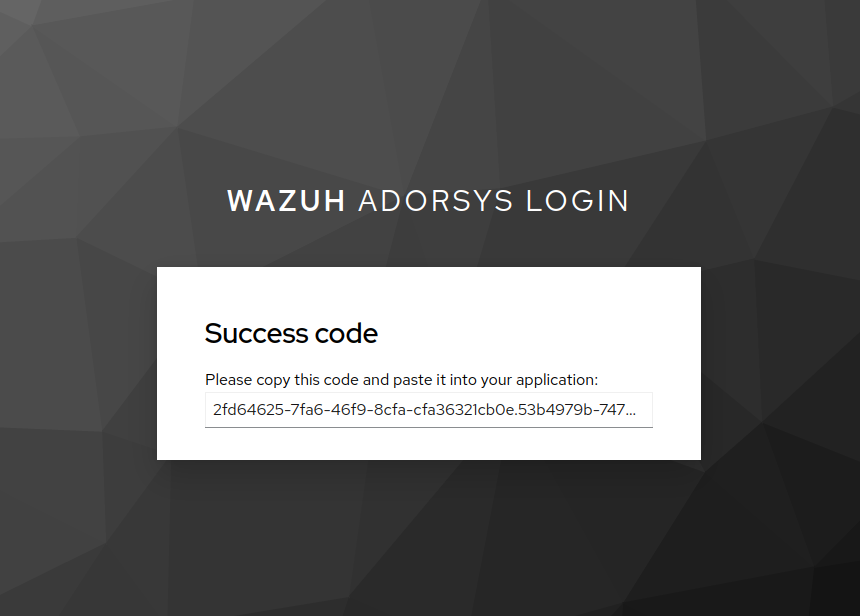 WAZUH ADORSYS LOGIN
Success code
Please copy this code and paste it into your application:
2fd64625-7fa6-46f9-8cfa-cfa36321cb0e.53b4979b-747...